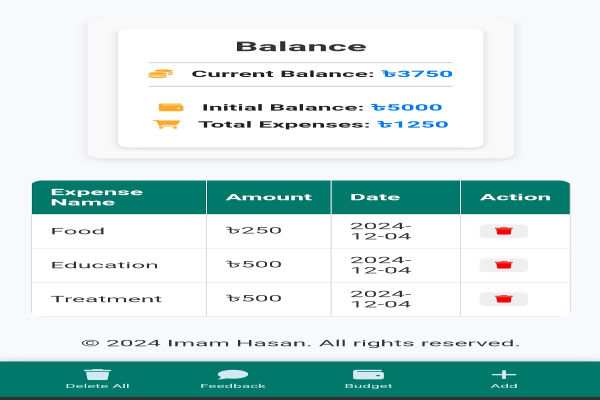 Balance
Current Balance: ৳3750
Initial Balance: ৳5000
Total Expenses: ৳1250
Expense Name Amount Date Action
Food ৳250 2024-12-04
Education ৳500 2024-12-04
Treatment ৳500 2024-12-04
© 2024 Imam Hasan. All rights reserved.
Delete All Feedback Budget Add